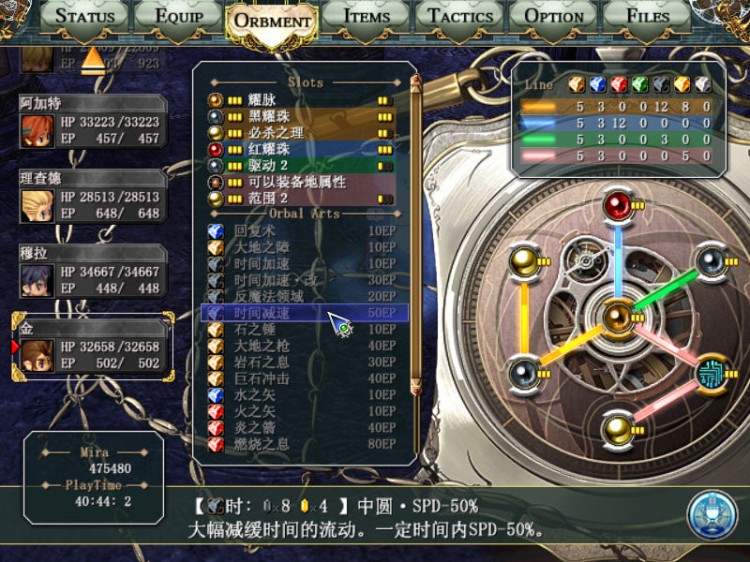 STATUS EQUIP ORBMENT ITEMS TACTICS OPTION FILES
EP 923
阿加特
HP 33223/33223
EP 457/ 457
理查德
HP 28513/28513
EP 648/ 648
穆拉
HP 34667/34667
EP 448/ 448
金
HP 32658/32658
EP 502/ 502
Mira
475480
PlayTime
40:44: 2
Slots
耀脉
黑耀珠
必杀之理
红耀珠
驱动 2
可以装备地属性
范围 2
Orbal Arts
回复术 10EP
大地之障 10EP
时间加速 10EP
时间加速·改 30EP
反魔法领域 20EP
时间减速 50EP
石之锤 10EP
大地之枪 40EP
岩石之息 30EP
巨石冲击 40EP
水之矢 10EP
火之矢 10EP
炎之箭 40EP
燃烧之息 80EP
Line
5 3 0 0 12 8 0
5 3 12 0 0 0 0
5 3 0 0 3 0 0
5 3 0 0 0 5 0
【时: ×8 ×4 】中圆·SPD-50%
大幅减缓时间的流动。一定时间内SPD-50%。